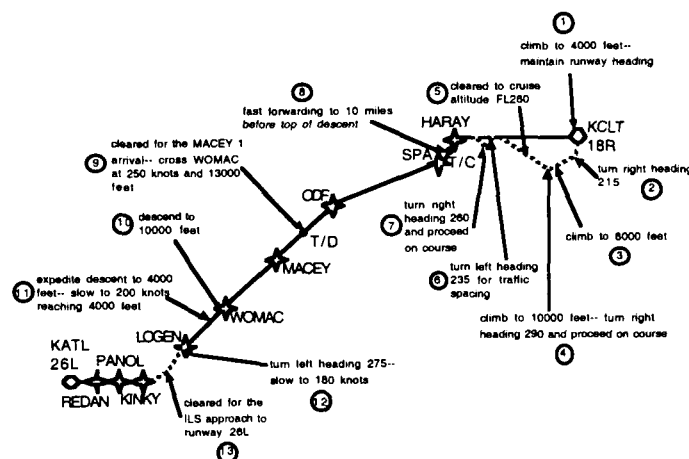 1
climb to 4000 feet--
maintain runway heading
8
fast forwarding to 10 miles
before top of descent
5
cleared to cruise
altitude FL260
HARAY
KCLT
18R
cleared for the MACEY 1
arrival-- cross WOMAC
at 250 knots and 13000
feet
9
SPA
T/C
turn right heading
215
2
ODF
turn right
heading 260
and proceed
on course
7
10
descend to
10000 feet
T/D
climb to 6000 feet
3
MACEY
turn left heading
235 for traffic
spacing
6
11
expedite descent to 4000
feet-- slow to 200 knots
reaching 4000 feet
WOMAC
climb to 10000 feet-- turn right
heading 290 and proceed on course
4
LOGEN
KATL
26L
PANOL
turn left heading 275--
slow to 180 knots
12
REDAN
KINKY
cleared for the
ILS approach to
runway 26L
13